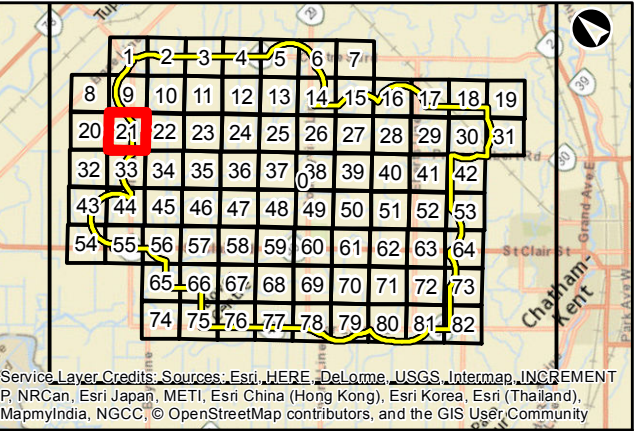 29
40
1 2 3 4 5 6 7
8 9 10 11 12 13 14 15 16 17 18 19
39
20 21 22 23 24 25 26 27 28 29 30 31
32 33 34 35 36 37 38 39 40 41 42
0
43 44 45 46 47 48 49 50 51 52 53
Grand Ave E
54 55 56 57 58 59 60 61 62 63 64
St Clair St
65 66 67 68 69 70 71 72 73
Chatham-
Kent
74 75 76 77 78 79 80 81 82
Park Ave W
Service Layer Credits: Sources: Esri, HERE, DeLorme, USGS, Intermap, INCREMENT
P, NRCan, Esri Japan, METI, Esri China (Hong Kong), Esri Korea, Esri (Thailand),
MapmyIndia, NGCC, © OpenStreetMap contributors, and the GIS User Community